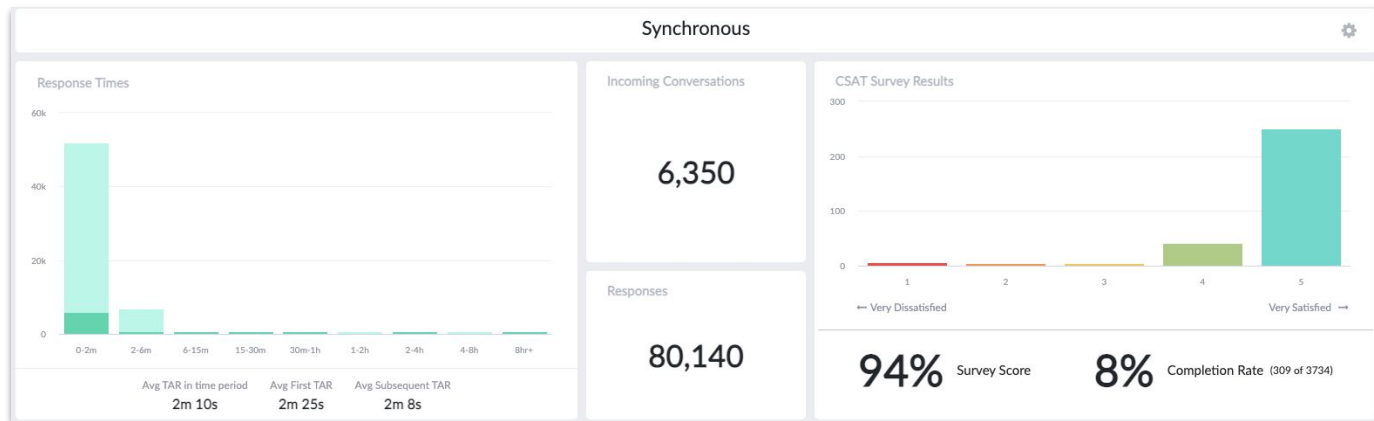 Synchronous
Response Times
60k
40k
20k
0
0-2m 2-6m 6-15m 15-30m 30m-1h 1-2h 2-4h 4-8h 8hr+
Avg TAR in time period Avg First TAR Avg Subsequent TAR
2m 10s 2m 25s 2m 8s
Incoming Conversations
6,350
Responses
80,140
CSAT Survey Results
300
200
100
0
1 2 3 4 5
← Very Dissatisfied Very Satisfied →
94% Survey Score 8% Completion Rate (309 of 3734)